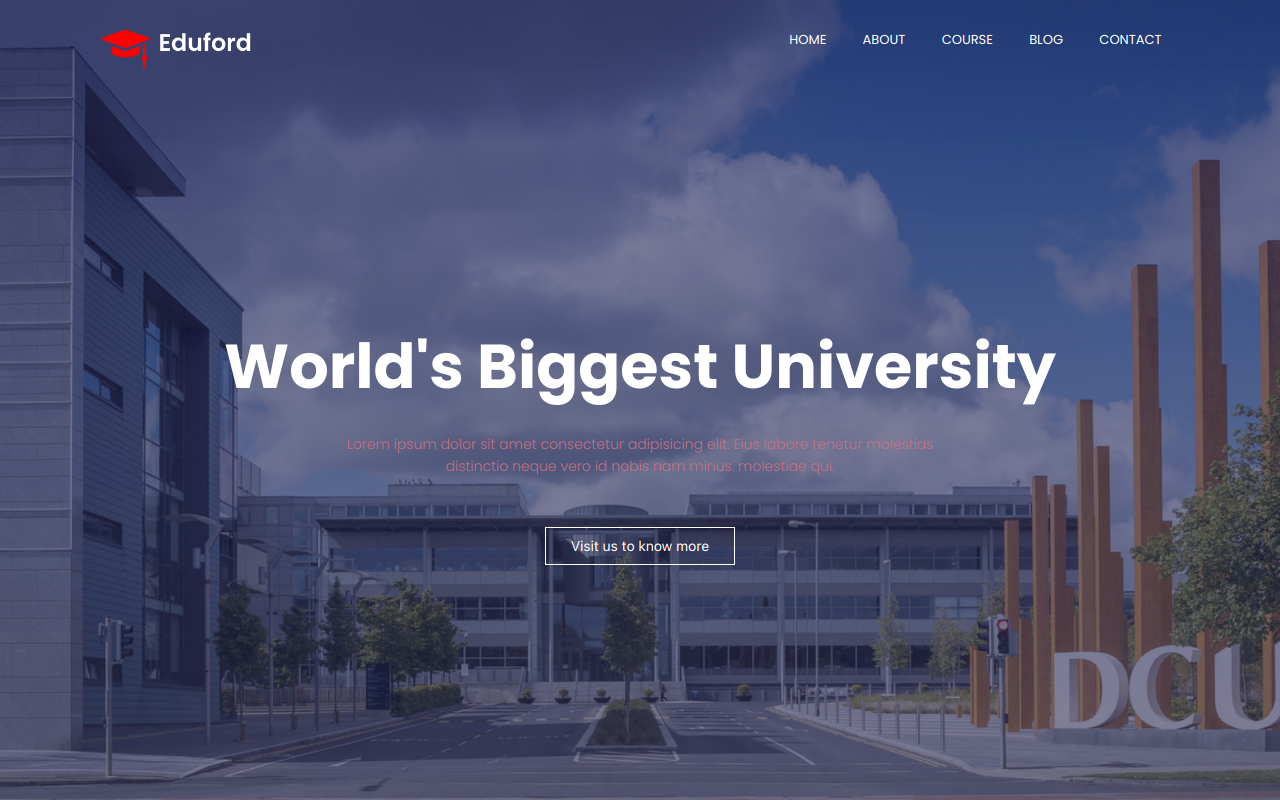 Eduford
HOME
ABOUT
COURSE
BLOG
CONTACT
World's Biggest University
Lorem ipsum dolor sit amet consectetur adipisicing elit. Eius labore tenetur molestias
distinctio neque vero id nobis nam minus. molestiae qui.
Visit us to know more
DCU